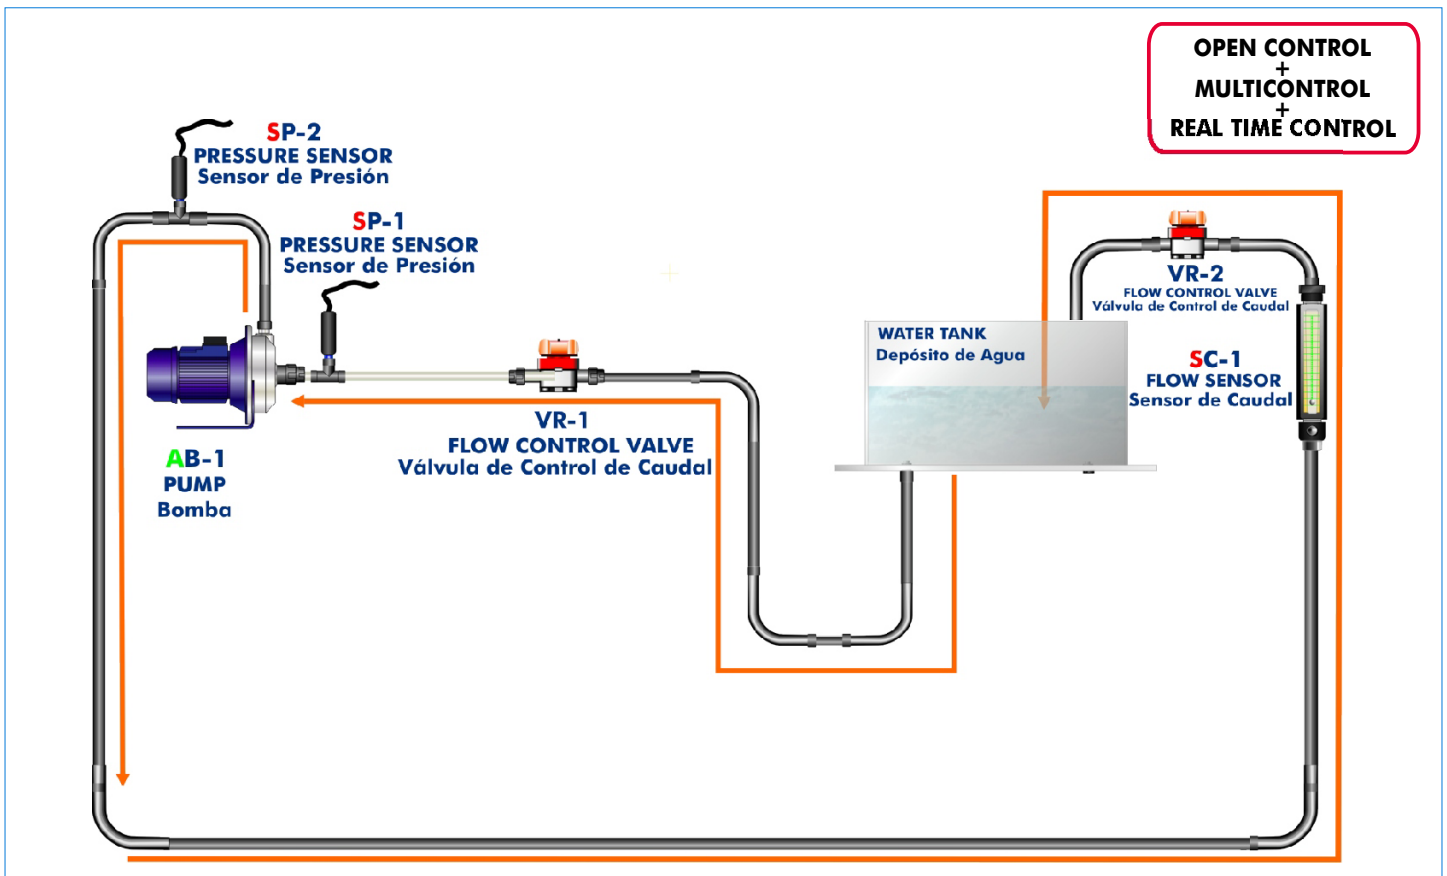 OPEN CONTROL
+
MULTICONTROL
+
REAL TIME CONTROL
SP-2
PRESSURE SENSOR
Sensor de Presión
SP-1
PRESSURE SENSOR
Sensor de Presión
VR-2
FLOW CONTROL VALVE
Válvula de Control de Caudal
WATER TANK
Depósito de Agua
SC-1
FLOW SENSOR
Sensor de Caudal
VR-1
FLOW CONTROL VALVE
Válvula de Control de Caudal
AB-1
PUMP
Bomba